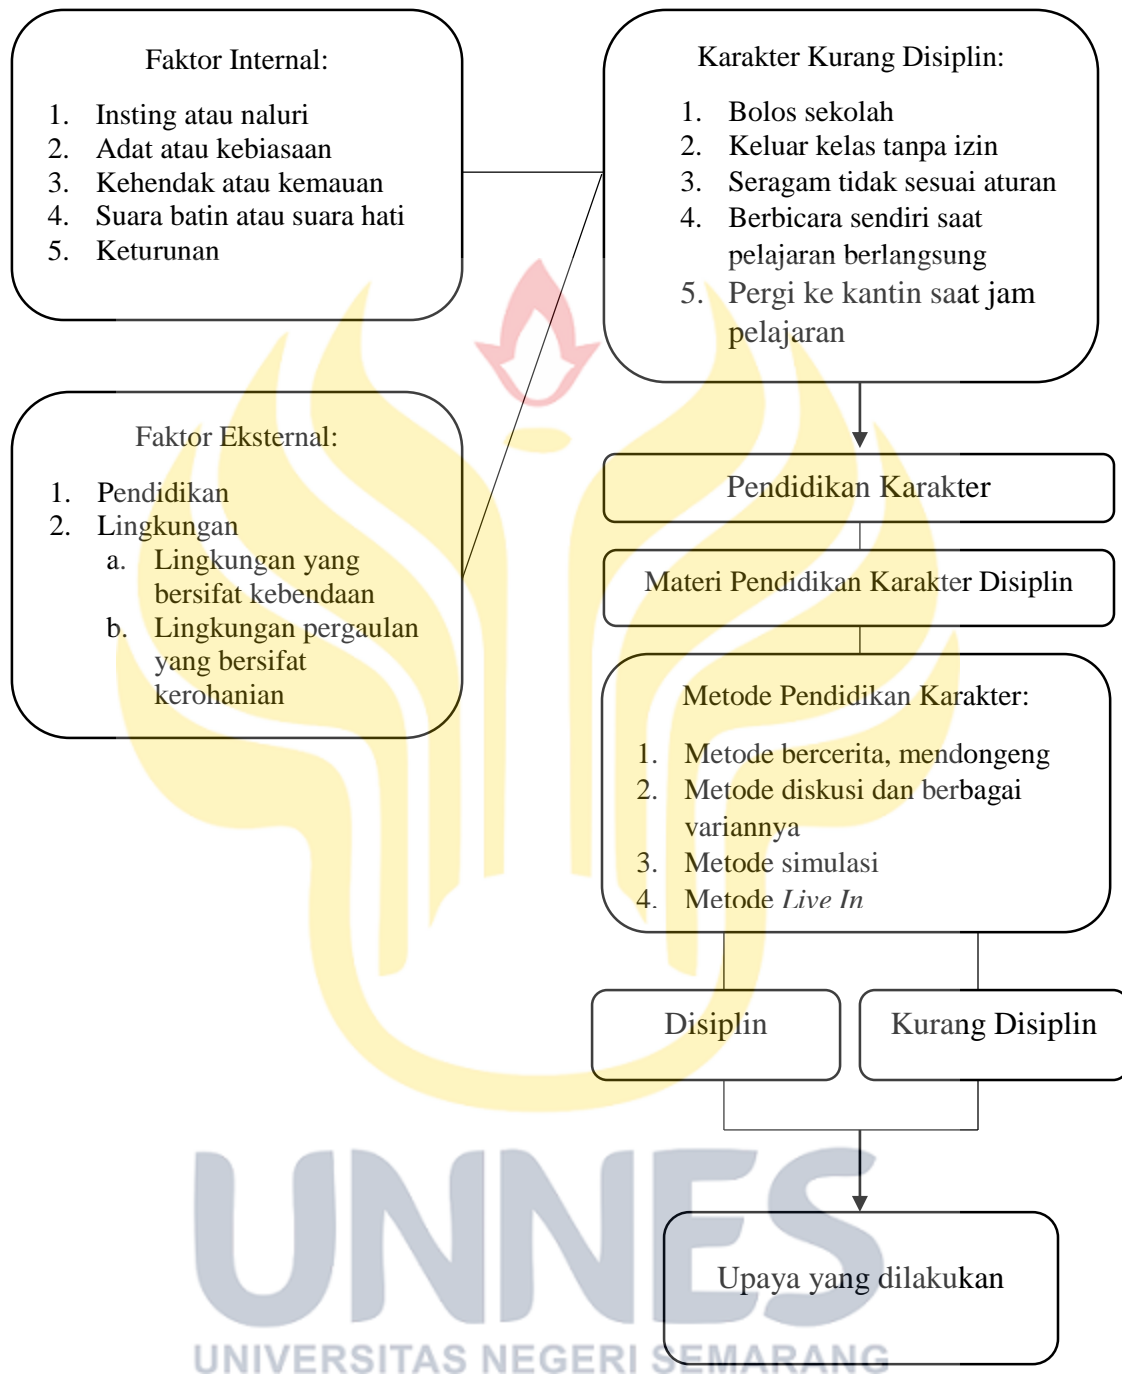 Faktor Internal:
1. Insting atau naluri
2. Adat atau kebiasaan
3. Kehendak atau kemauan
4. Suara batin atau suara hati
5. Keturunan
Karakter Kurang Disiplin:
1. Bolos sekolah
2. Keluar kelas tanpa izin
3. Seragam tidak sesuai aturan
4. Berbicara sendiri saat
pelajaran berlangsung
5. Pergi ke kantin saat jam
pelajaran
Faktor Eksternal:
1. Pendidikan
2. Lingkungan
a. Lingkungan yang
bersifat kebendaan
b. Lingkungan pergaulan
yang bersifat
kerohanian
Pendidikan Karakter
Materi Pendidikan Karakter Disiplin
Metode Pendidikan Karakter:
1. Metode bercerita, mendongeng
2. Metode diskusi dan berbagai
variannya
3. Metode simulasi
4. Metode Live In
Disiplin
Kurang Disiplin
Upaya yang dilakukan
UNNES
UNIVERSITAS NEGERI SEMARANG